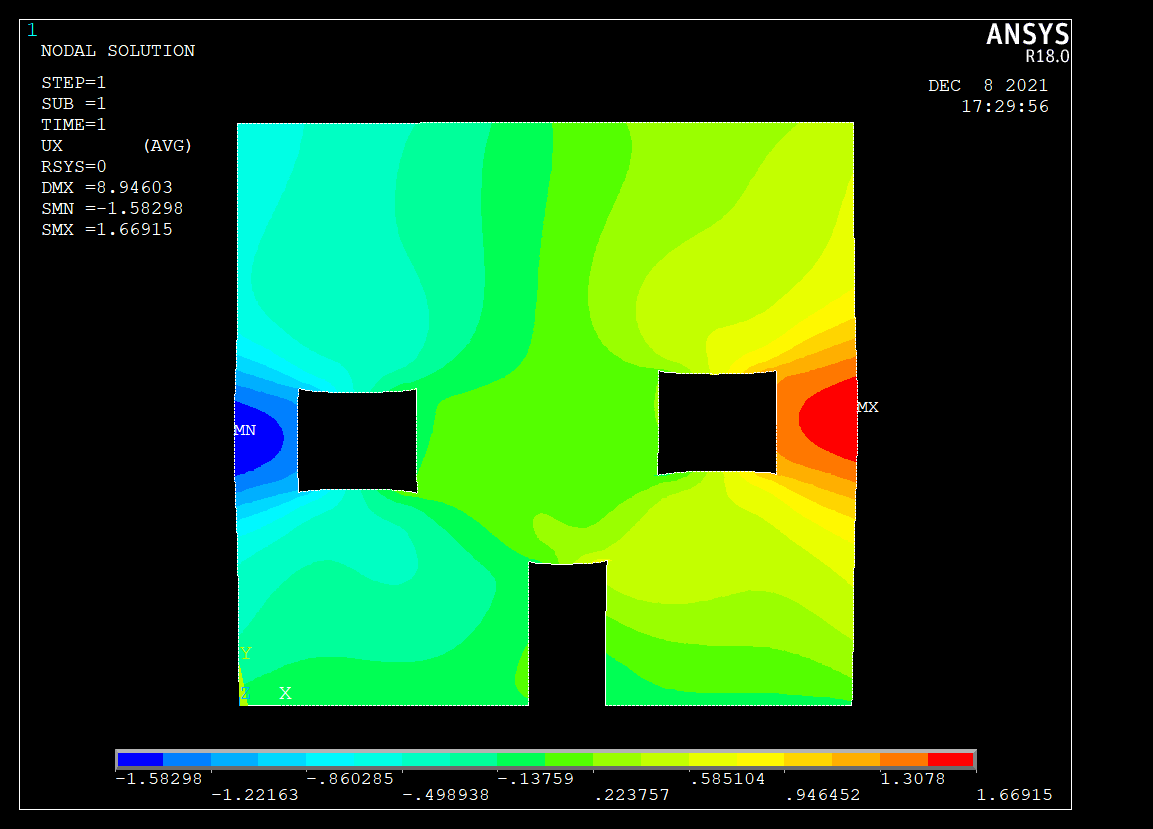 1
ANSYS
R18.0
NODAL SOLUTION
STEP=1
SUB =1
TIME=1
UX (AVG)
RSYS=0
DMX =8.94603
SMN =-1.58298
SMX =1.66915
DEC 8 2021
17:29:56
MX
MN
Y
Z X
-1.58298 -.860285 -.13759 .585104 1.3078
-1.22163 -.498938 .223757 .946452 1.66915